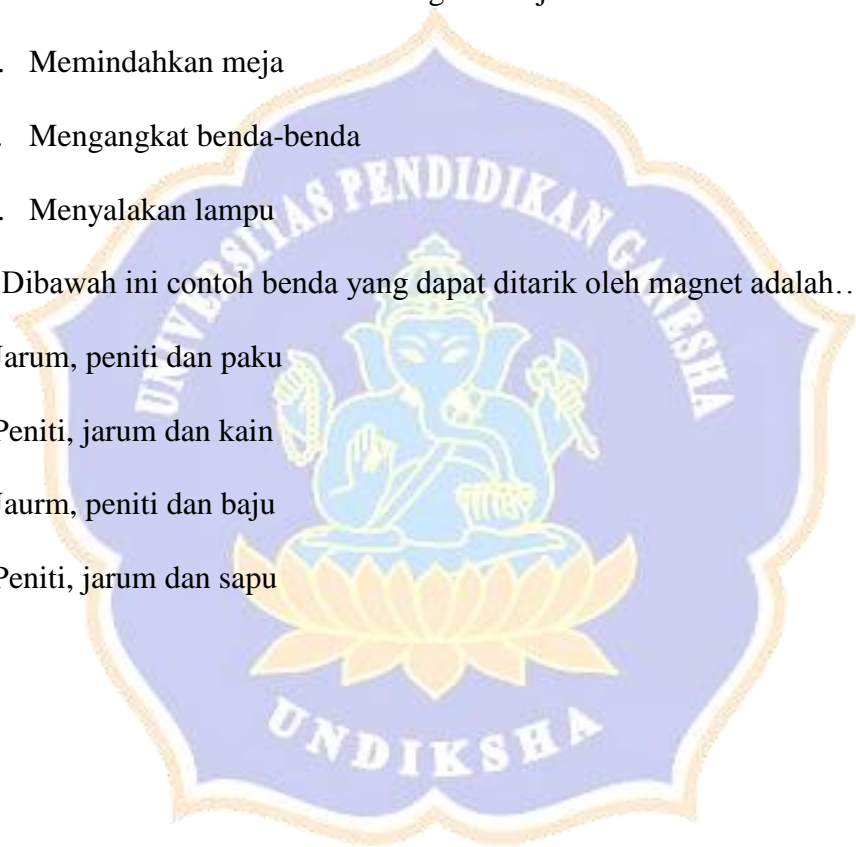 . Memindahkan meja
. Mengangkat benda-benda
. Menyalakan lampu
Dibawah ini contoh benda yang dapat ditarik oleh magnet adalah…
Jarum, peniti dan paku
Peniti, jarum dan kain
Jaurm, peniti dan baju
Peniti, jarum dan sapu
UNIVERSITAS PENDIDIKAN GANESHA
UNDIKSHA